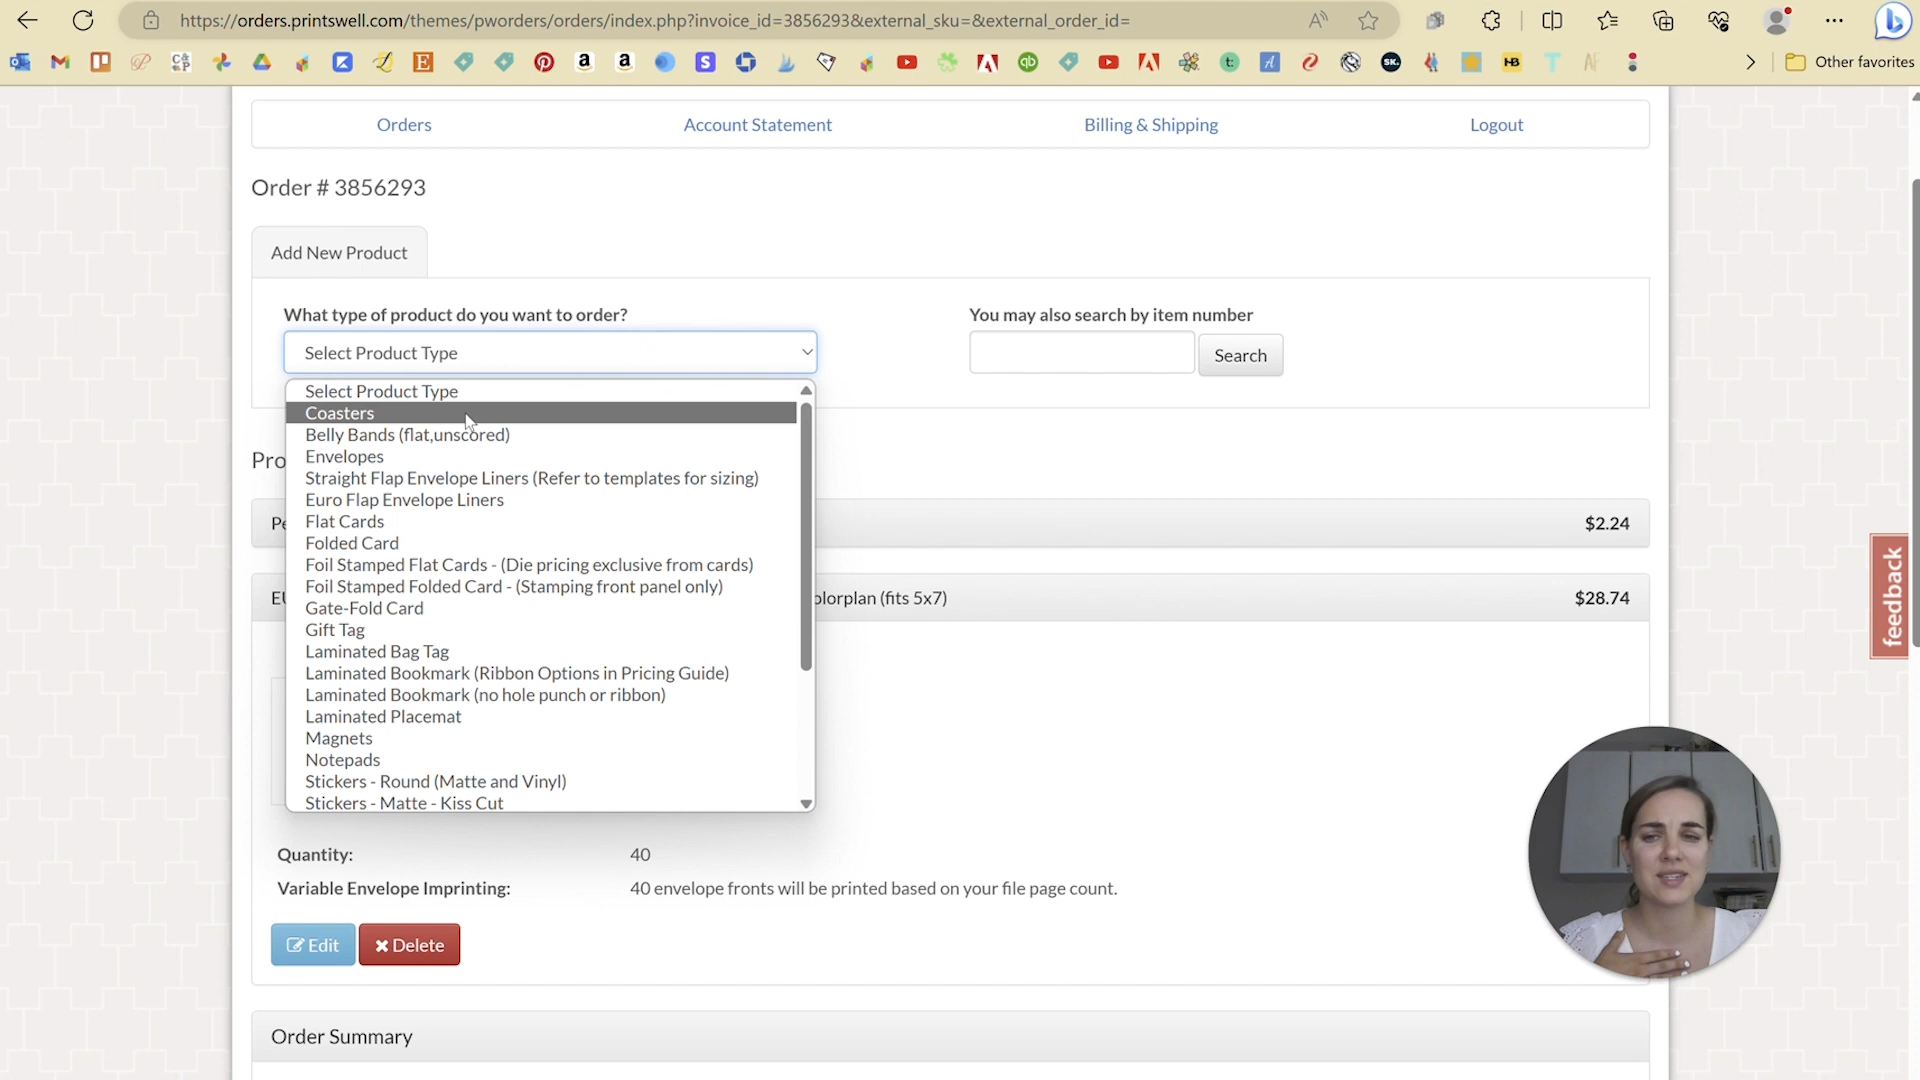 https://orders.printswell.com/themes/pworders/orders/index.php?invoice_id=3856293&external_sku=&external_order_id=
Other favorites
Orders
Account Statement
Billing & Shipping
Logout
Order # 3856293
Add New Product
What type of product do you want to order?
You may also search by item number
Select Product Type
Search
Select Product Type
Coasters
Belly Bands (flat,unscored)
Envelopes
Straight Flap Envelope Liners (Refer to templates for sizing)
Euro Flap Envelope Liners
Flat Cards
Folded Card
Foil Stamped Flat Cards - (Die pricing exclusive from cards)
Foil Stamped Folded Card - (Stamping front panel only)
Gate-Fold Card
Gift Tag
Laminated Bag Tag
Laminated Bookmark (Ribbon Options in Pricing Guide)
Laminated Bookmark (no hole punch or ribbon)
Laminated Placemat
Magnets
Notepads
Stickers - Round (Matte and Vinyl)
Stickers - Matte - Kiss Cut
Pro
Pe
$2.24
EU
olorplan (fits 5x7)
$28.74
feedback
Quantity:
40
Variable Envelope Imprinting:
40 envelope fronts will be printed based on your file page count.
Edit
Delete
Order Summary